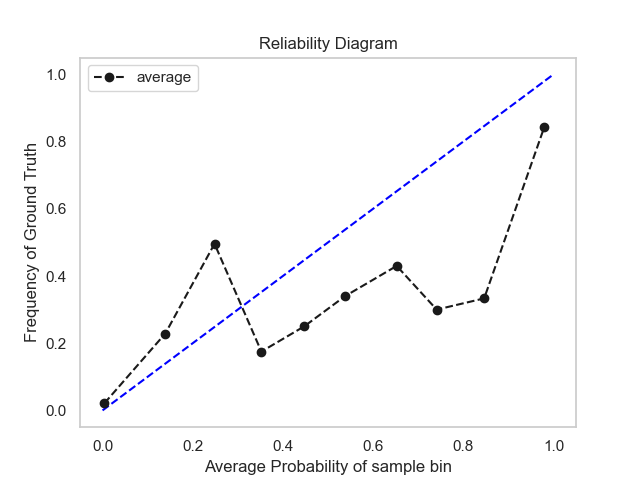 Reliability Diagram
average
Frequency of Ground Truth
1.0
0.8
0.6
0.4
0.2
0.0
0.0 0.2 0.4 0.6 0.8 1.0
Average Probability of sample bin